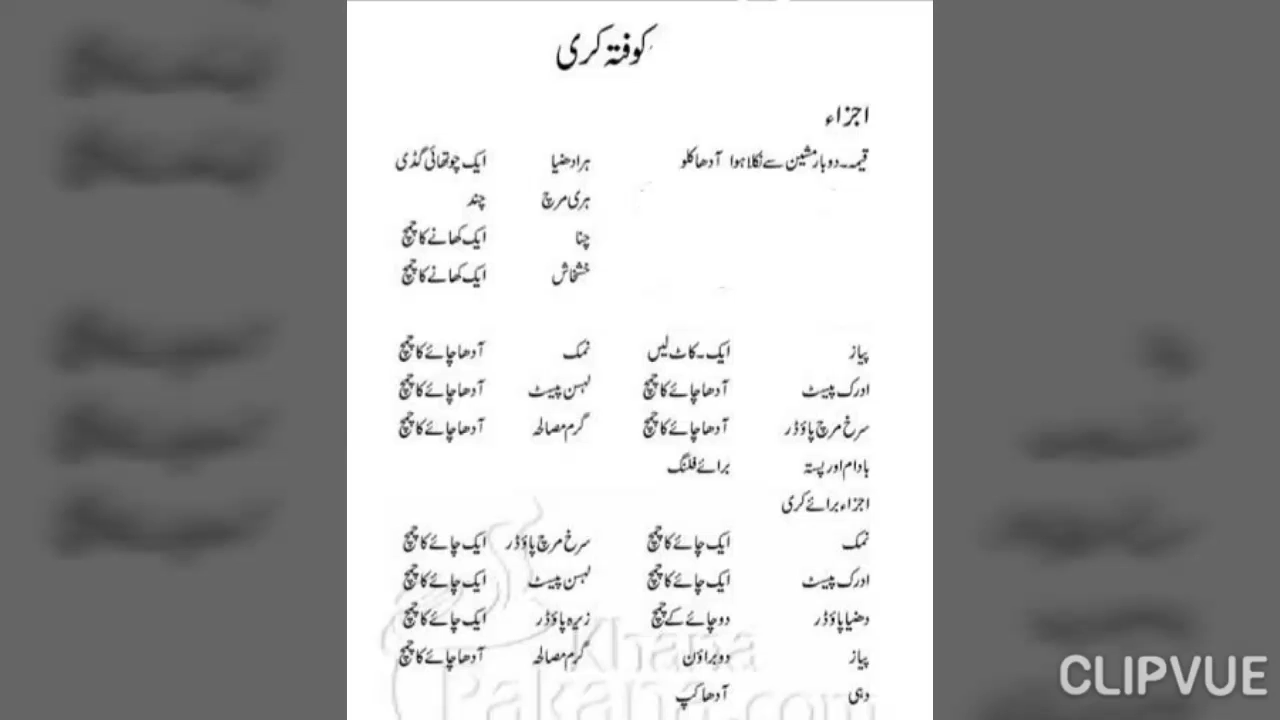 کوفتہ کری
اجزاء
قیمہ۔۔دوبار مشین سے نکلا ہوا آدھا کلو ہرا دھنیا ایک چوتھائی گڈی
ہری مرچ چند
چنا ایک کھانے کا چمچ
خشخاش ایک کھانے کا چمچ
پیاز ایک۔کاٹ لیں نمک آدھا چائے کا چمچ
ادرک پیسٹ آدھا چائے کا چمچ لہسن پیسٹ آدھا چائے کا چمچ
سرخ مرچ پاؤڈر آدھا چائے کا چمچ گرم مصالحہ آدھا چائے کا چمچ
بادام اور پستہ برائے فلنگ
اجزاء برائے کری
نمک ایک چائے کا چمچ سرخ مرچ پاؤڈر ایک چائے کا چمچ
ادرک پیسٹ ایک چائے کا چمچ لہسن پیسٹ ایک چائے کا چمچ
دھنیا پاؤڈر دو چائے کے چمچ زیرہ پاؤڈر ایک چائے کا چمچ
پیاز دو براؤن گرم مصالحہ آدھا چائے کا چمچ
دہی آدھا کپ
Khana
Pakana.com
CLIPVUE